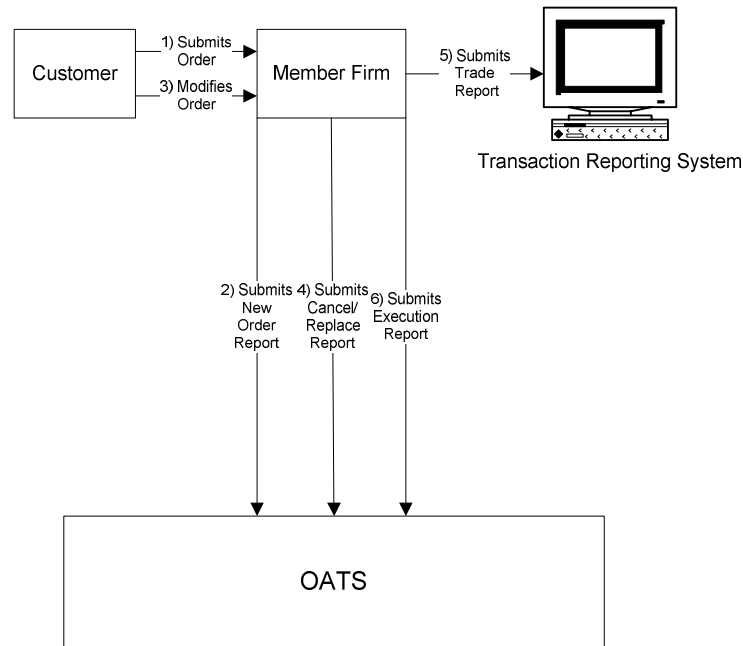 Customer
1) Submits
Order
3) Modifies
Order
Member Firm
5) Submits
Trade
Report
Transaction Reporting System
2) Submits
New
Order
Report
4) Submits
Cancel/
Replace
Report
6) Submits
Execution
Report
OATS